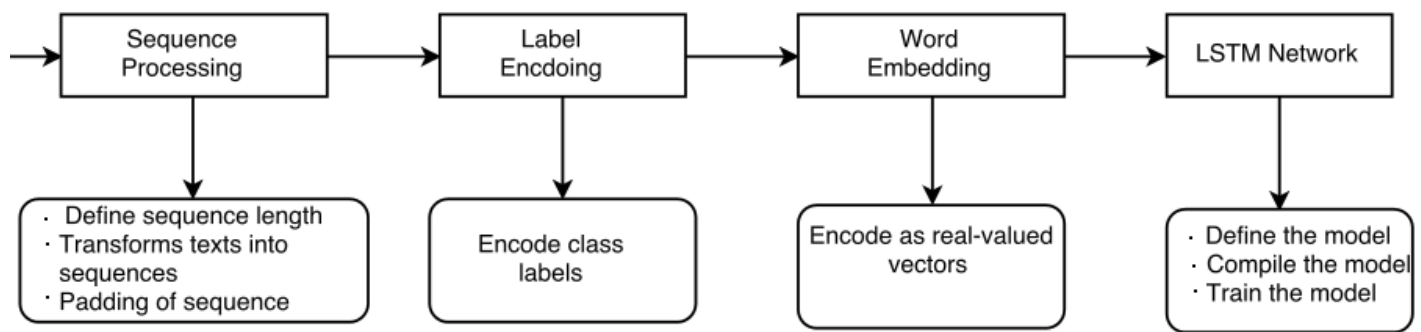 Sequence
Processing
Label
Encdoing
Word
Embedding
LSTM Network
· Define sequence length
· Transforms texts into
sequences
· Padding of sequence
Encode class
labels
Encode as real-valued
vectors
· Define the model
· Compile the model
· Train the model